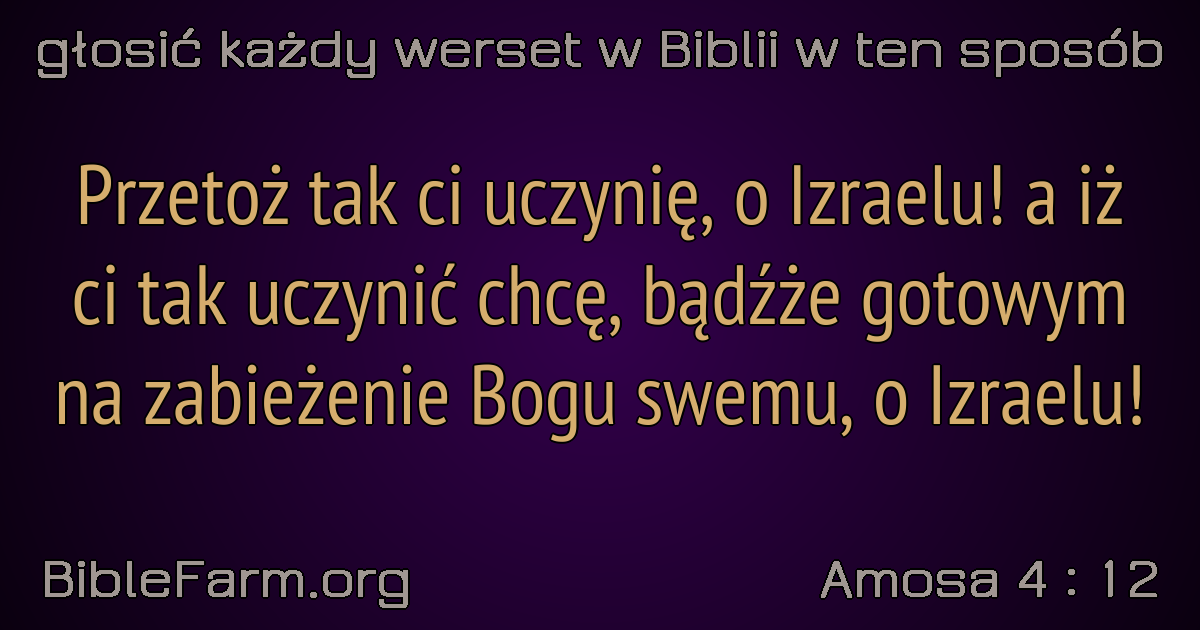 głosić każdy werset w Biblii w ten sposób
Przetoż tak ci uczynię, o Izraelu! a iż
ci tak uczynić chcę, bądźże gotowym
na zabieżenie Bogu swemu, o Izraelu!
BibleFarm.org
Amosa 4 : 12